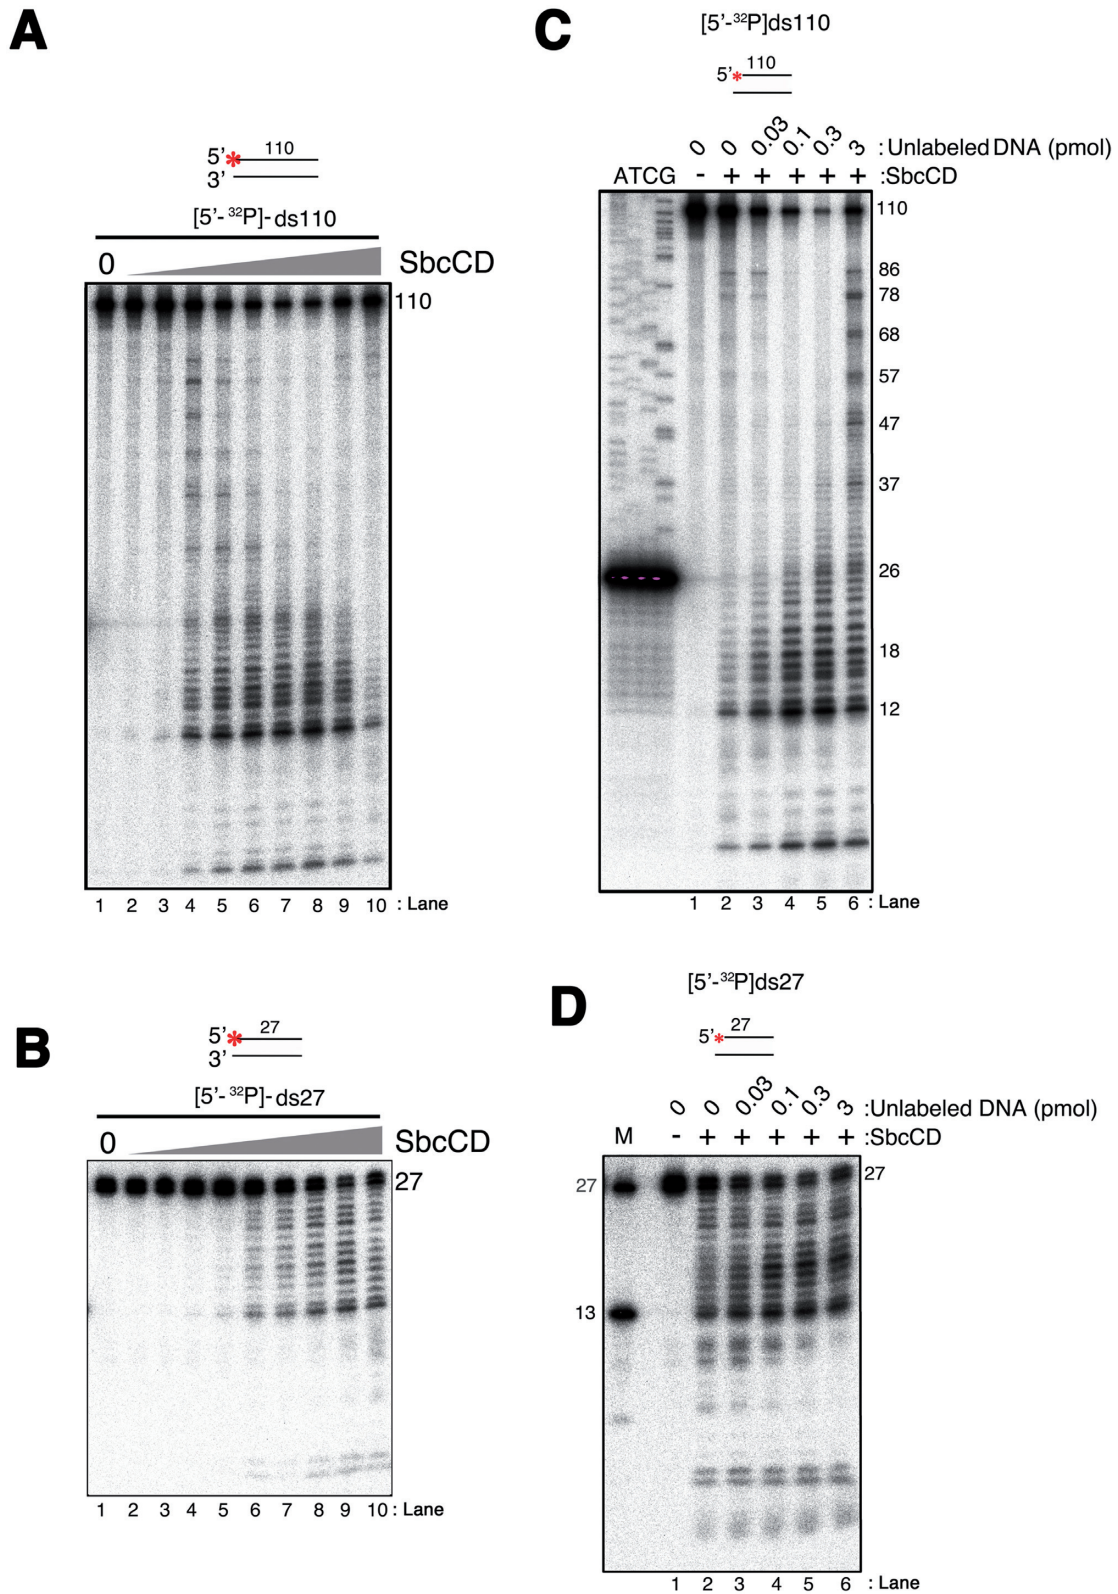 A
5' * 110
3'
[5'-³²P]-ds110
0 SbcCD
110
1 2 3 4 5 6 7 8 9 10 : Lane
B
5' * 27
3'
[5'-³²P]-ds27
0 SbcCD
27
1 2 3 4 5 6 7 8 9 10 : Lane
C
[5'-³²P]ds110
110
5' *
0 0 0.03 0.1 0.3 3 :Unlabeled DNA (pmol)
ATCG - + + + + + :SbcCD
110
86
78
68
57
47
37
26
18
12
1 2 3 4 5 6 : Lane
D
[5'-³²P]ds27
27
5' *
0 0 0.03 0.1 0.3 3 :Unlabeled DNA (pmol)
M - + + + + + :SbcCD
27 27
13
1 2 3 4 5 6 : Lane